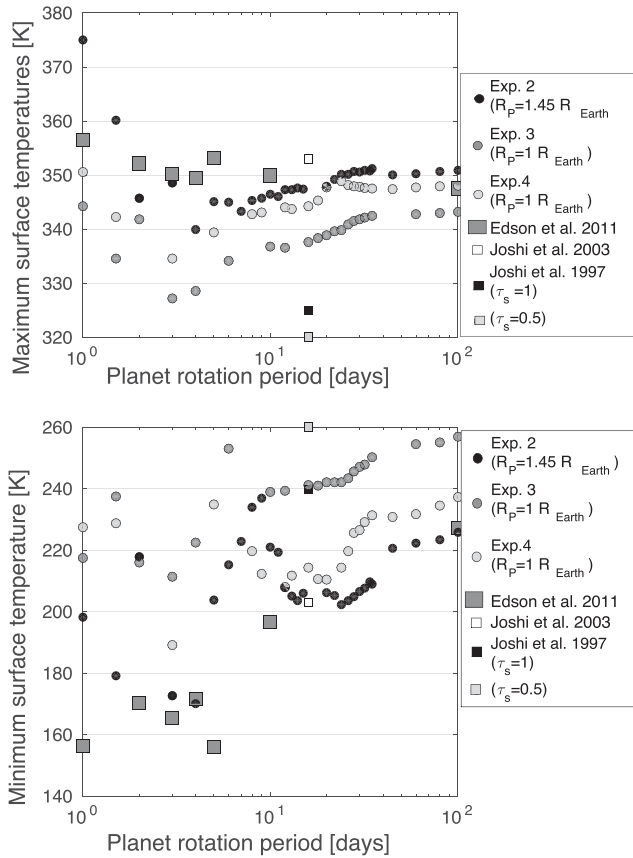 380
370
360
350
340
330
320
Maximum surface temperatures [K]
10^0
10^1
10^2
Planet rotation period [days]
Exp. 2
(R_P=1.45 R_Earth
Exp. 3
(R_P=1 R_Earth)
Exp.4
(R_P=1 R_Earth)
Edson et al. 2011
Joshi et al. 2003
Joshi et al. 1997
(τ_s=1)
(τ_s=0.5)
260
240
220
200
180
160
140
Minimum surface temperature [K]
10^0
10^1
10^2
Planet rotation period [days]
Exp. 2
(R_P=1.45 R_Earth)
Exp. 3
(R_P=1 R_Earth)
Exp.4
(R_P=1 R_Earth)
Edson et al. 2011
Joshi et al. 2003
Joshi et al. 1997
(τ_s=1)
(τ_s=0.5)